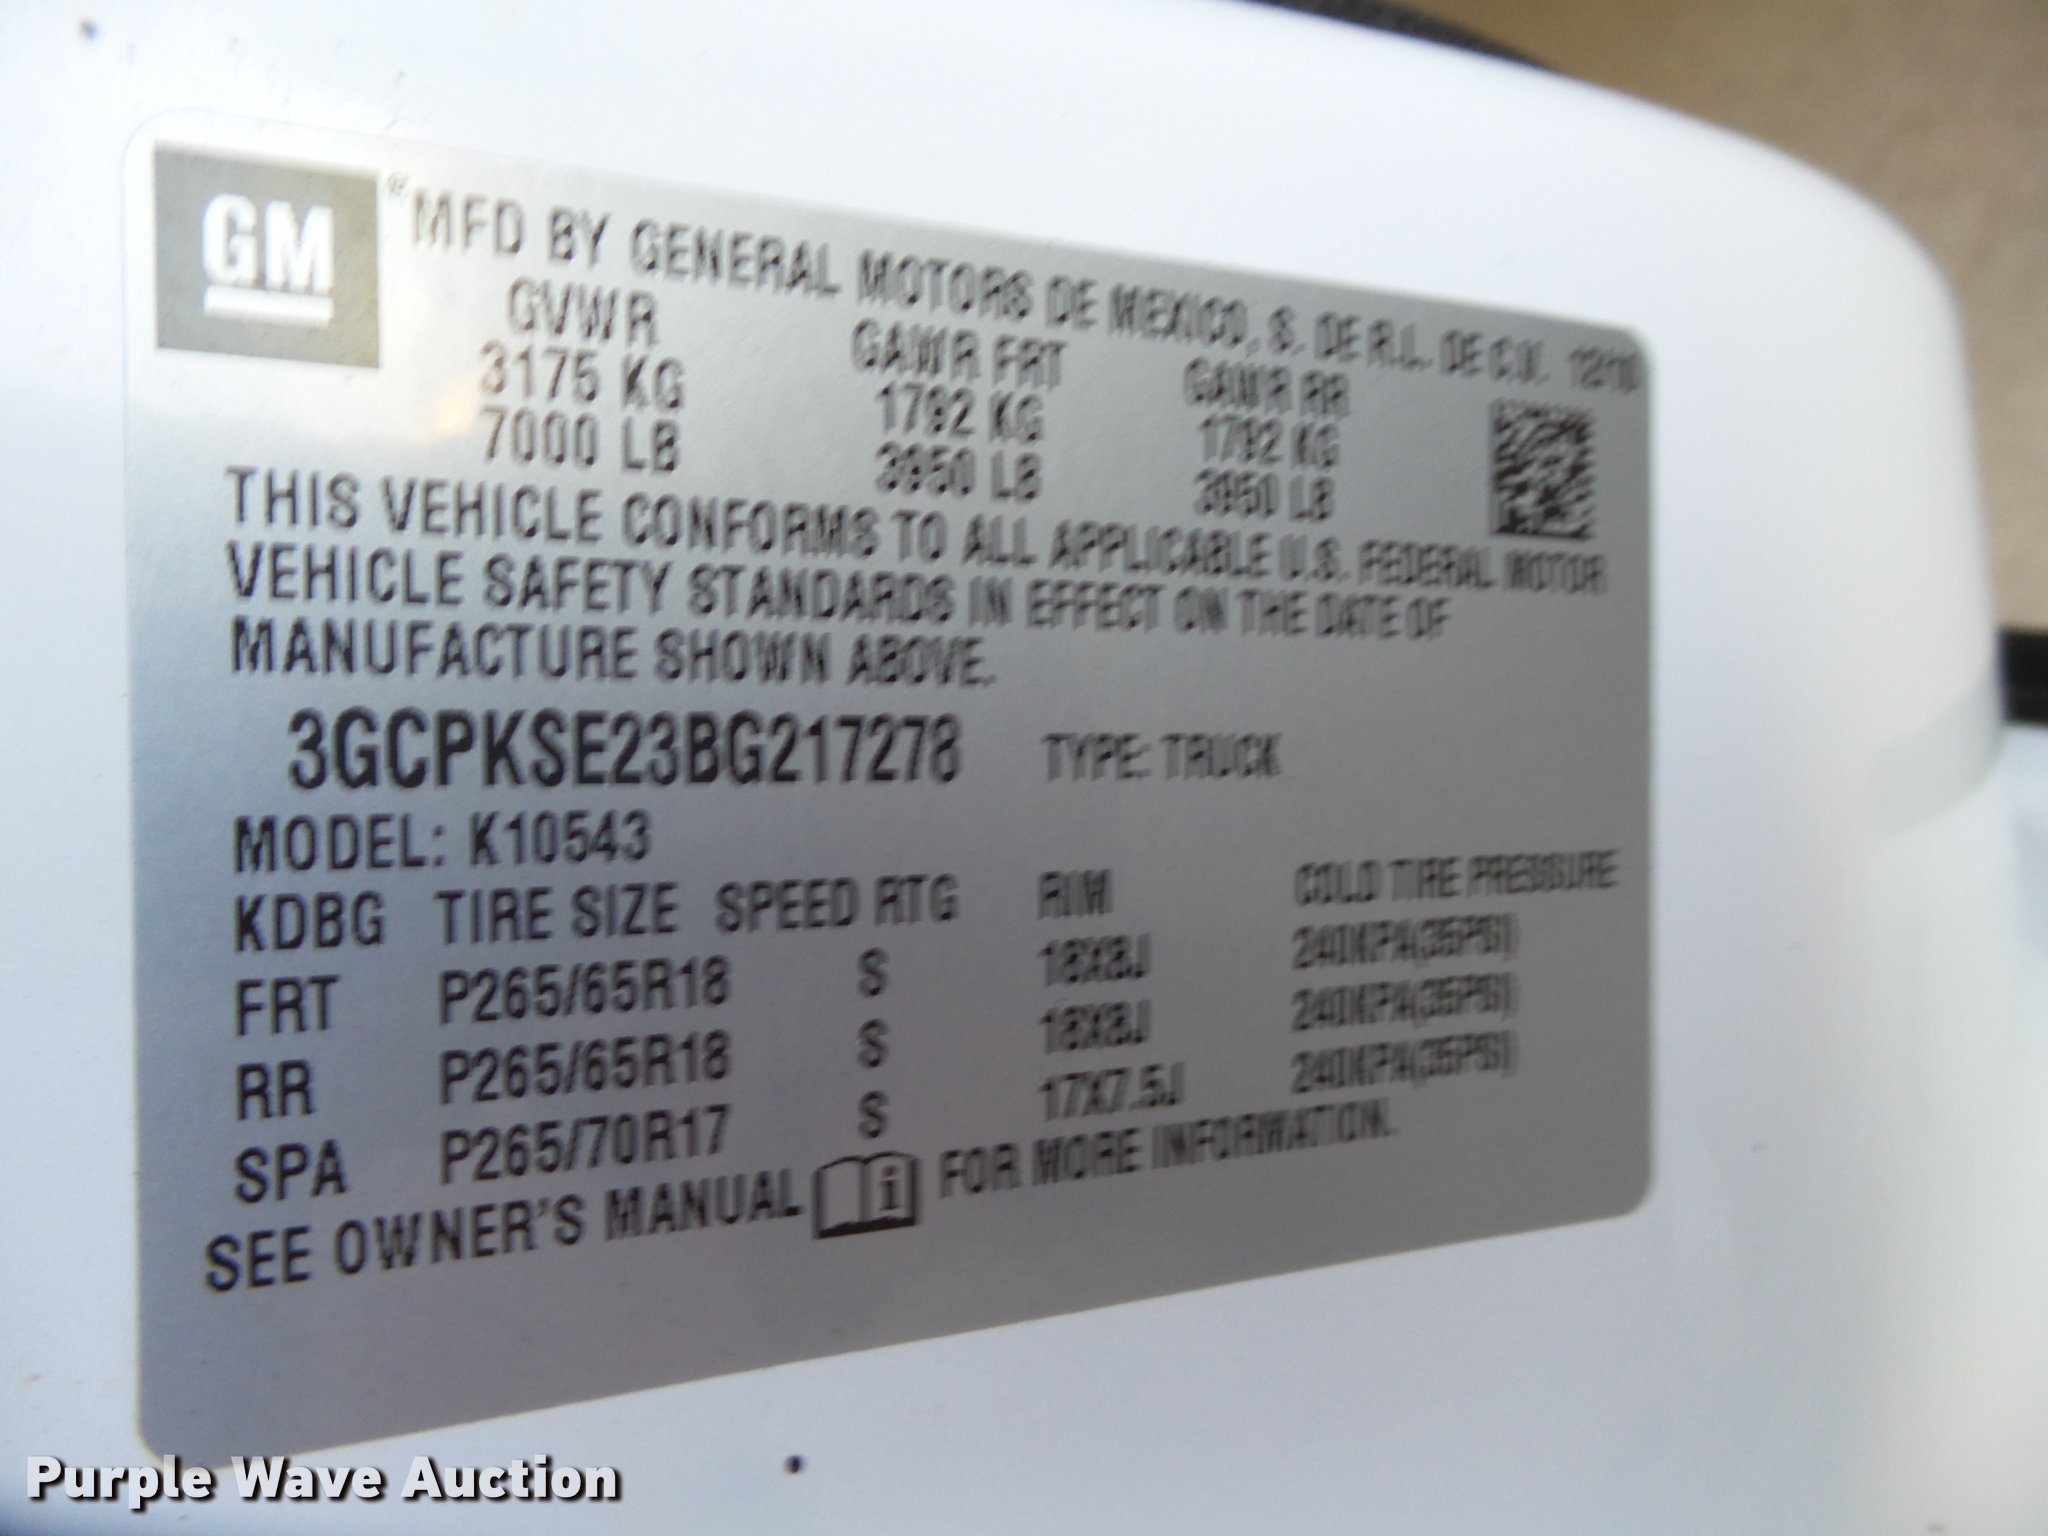 GM
MFD BY GENERAL MOTORS DE MEXICO, S. DE R.L. DE C.V. 12/10
GVWR GAWR FRT GAWR RR
3175 KG 1792 KG 1792 KG
7000 LB 3950 LB 3950 LB
THIS VEHICLE CONFORMS TO ALL APPLICABLE U.S. FEDERAL MOTOR
VEHICLE SAFETY STANDARDS IN EFFECT ON THE DATE OF
MANUFACTURE SHOWN ABOVE.
3GCPKSE23BG217278 TYPE: TRUCK
MODEL: K10543
KDBG TIRE SIZE SPEED RTG RIM COLD TIRE PRESSURE
FRT P265/65R18 S 18X8J 240KPA(35PSI)
RR P265/65R18 S 18X8J 240KPA(35PSI)
SPA P265/70R17 S 17X7.5J 240KPA(35PSI)
SEE OWNER'S MANUAL i FOR MORE INFORMATION.
Purple Wave Auction